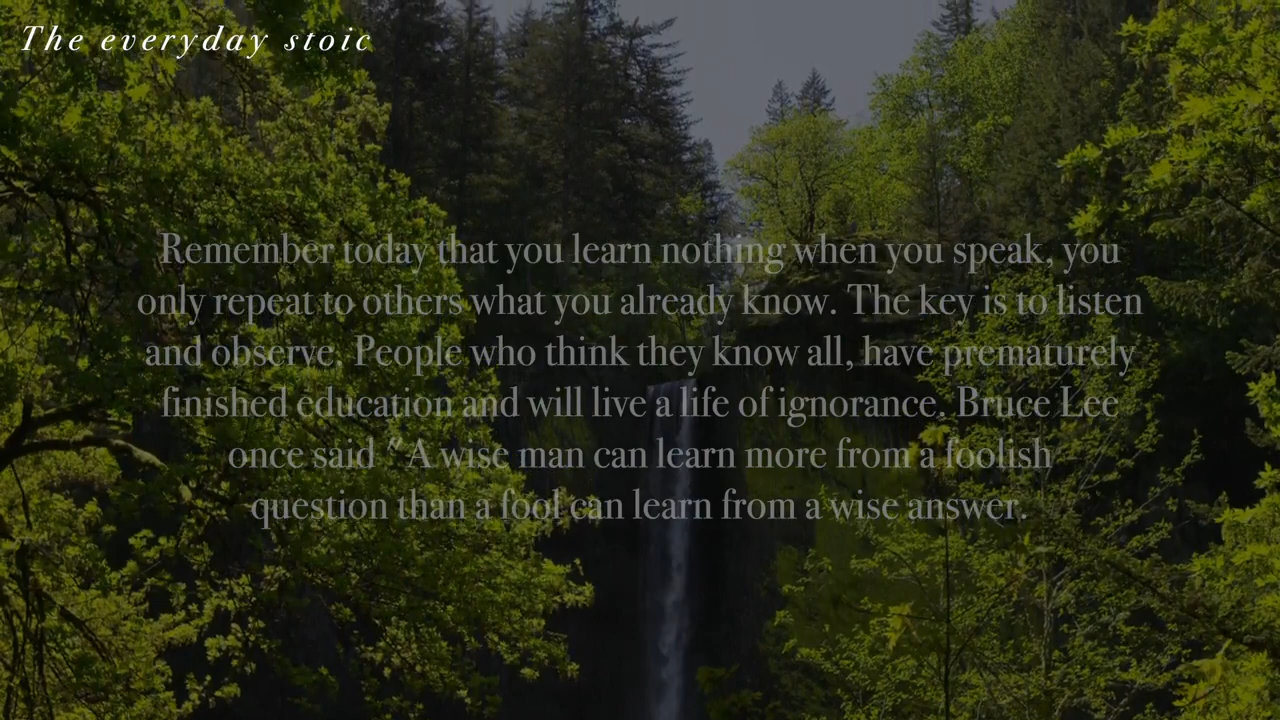 The everyday stoic
Remember today that you learn nothing when you speak, you
only repeat to others what you already know. The key is to listen
and observe. People who think they know all, have prematurely
finished education and will live a life of ignorance. Bruce Lee
once said " A wise man can learn more from a foolish
question than a fool can learn from a wise answer.